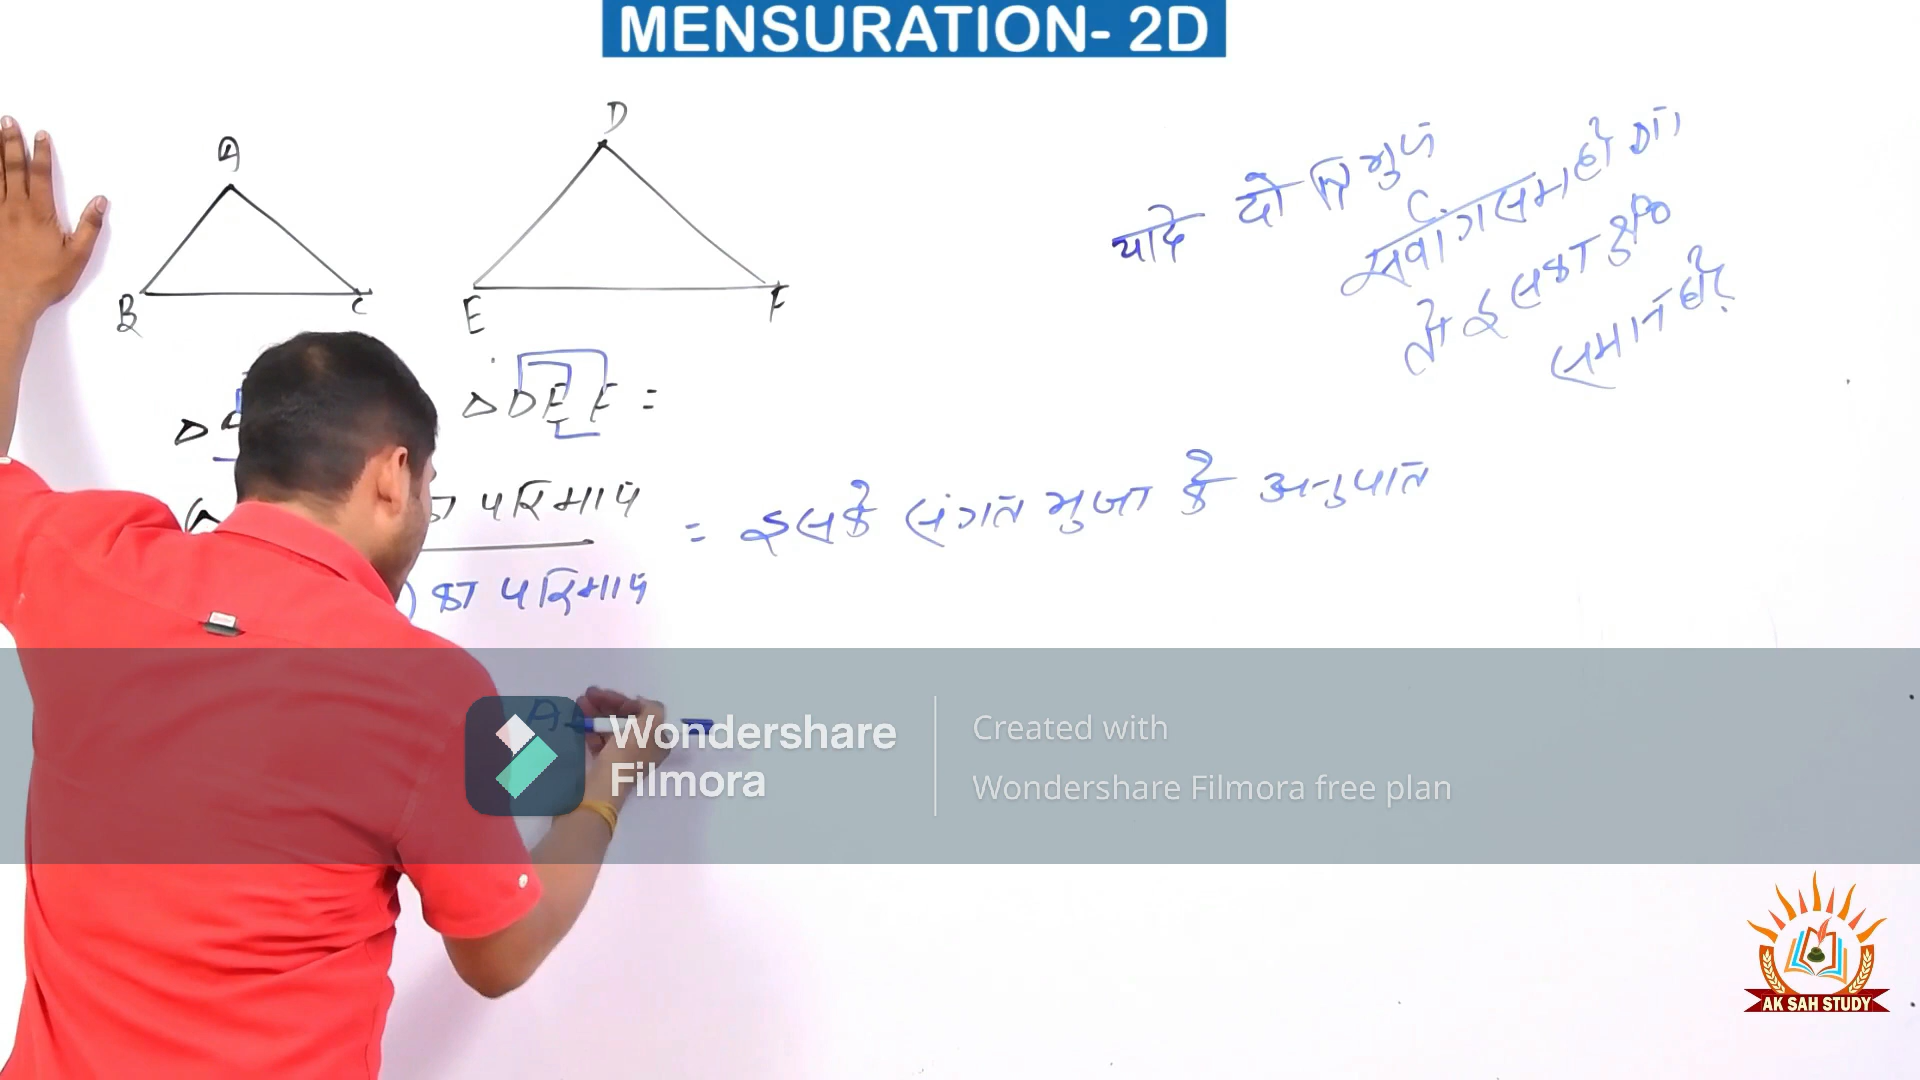 MENSURATION- 2D
A
D
B
C
E
F
यदि दो त्रिभुज
सर्वांगसम हो
तो इसका
समान है
Δ
Δ DEF =
का परिमाप
= इसके संगत भुजा के अनुपात
) का परिमाप
Wondershare
Filmora
Created with
Wondershare Filmora free plan
AK SAH STUDY